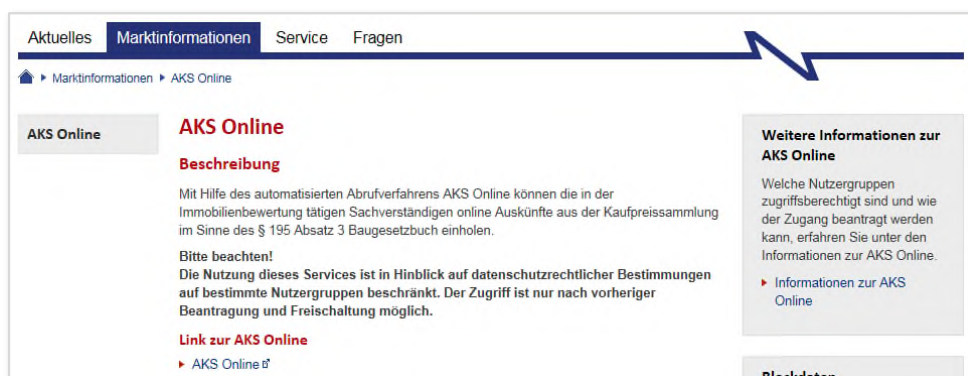 Aktuelles Marktinformationen Service Fragen
Marktinformationen AKS Online
AKS Online
AKS Online
Beschreibung
Mit Hilfe des automatisierten Abrufverfahrens AKS Online können die in der
Immobilienbewertung tätigen Sachverständigen online Auskünfte aus der Kaufpreissammlung
im Sinne des § 195 Absatz 3 Baugesetzbuch einholen.
Bitte beachten!
Die Nutzung dieses Services ist in Hinblick auf datenschutzrechtlicher Bestimmungen
auf bestimmte Nutzergruppen beschränkt. Der Zugriff ist nur nach vorheriger
Beantragung und Freischaltung möglich.
Link zur AKS Online
AKS Online
Weitere Informationen zur
AKS Online
Welche Nutzergruppen
zugriffsberechtigt sind und wie
der Zugang beantragt werden
kann, erfahren Sie unter den
Informationen zur AKS Online.
Informationen zur AKS
Online